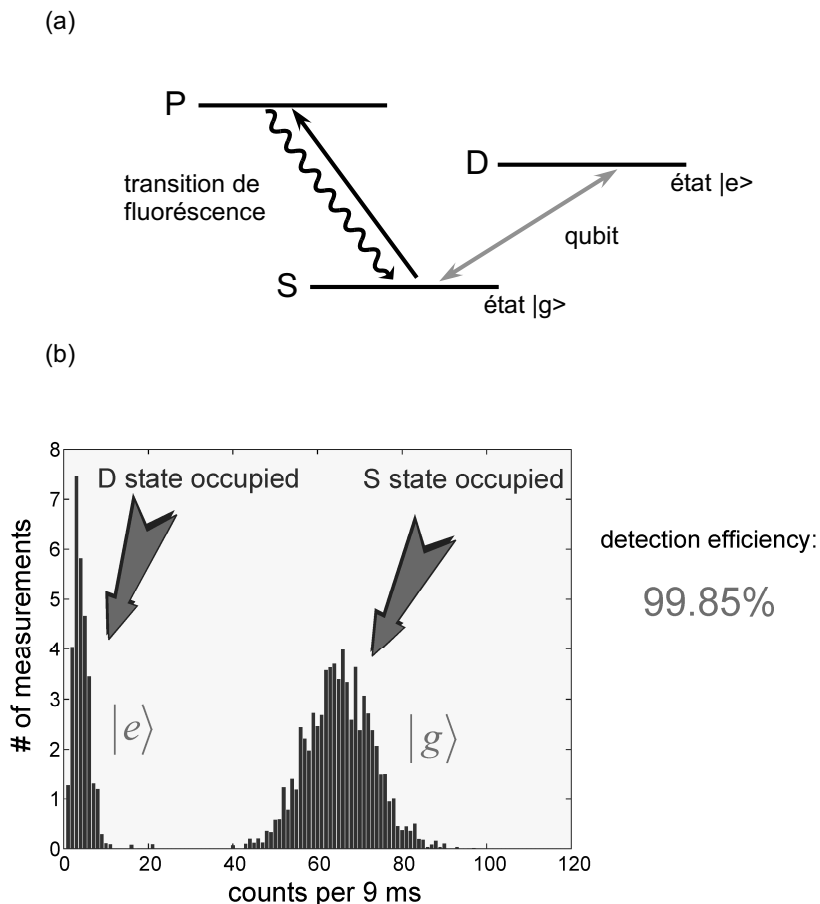 (a)
P
D
transition de
fluoréscence
état |e>
qubit
S
état |g>
(b)
8
7
6
5
4
3
2
1
0
# of measurements
D state occupied
S state occupied
|e⟩
|g⟩
detection efficiency:
99.85%
0 20 40 60 80 100 120
counts per 9 ms